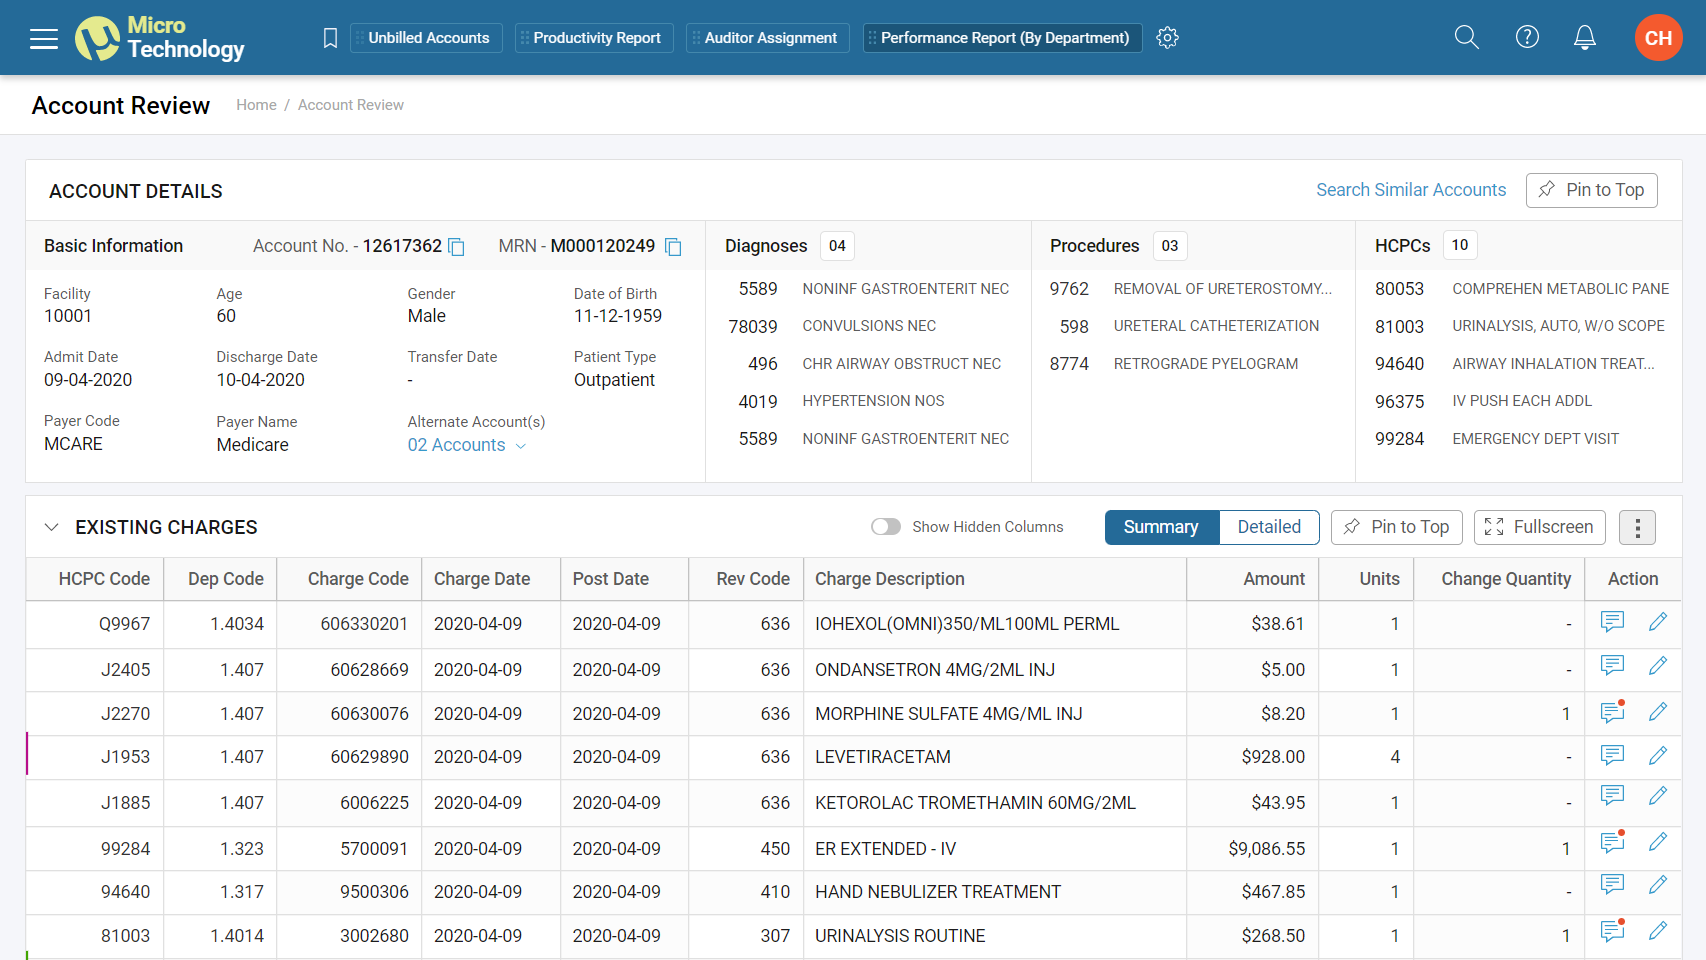 Micro
Technology
Unbilled Accounts
Productivity Report
Auditor Assignment
Performance Report (By Department)
CH
Account Review
Home / Account Review
ACCOUNT DETAILS
Search Similar Accounts
Pin to Top
Basic Information
Account No. - 12617362
MRN - M000120249
Facility Age Gender Date of Birth
10001 60 Male 11-12-1959
Admit Date Discharge Date Transfer Date Patient Type
09-04-2020 10-04-2020 - Outpatient
Payer Code Payer Name Alternate Account(s)
MCARE Medicare 02 Accounts
Diagnoses 04
5589 NONINF GASTROENTERIT NEC
78039 CONVULSIONS NEC
496 CHR AIRWAY OBSTRUCT NEC
4019 HYPERTENSION NOS
5589 NONINF GASTROENTERIT NEC
Procedures 03
9762 REMOVAL OF URETEROSTOMY...
598 URETERAL CATHETERIZATION
8774 RETROGRADE PYELOGRAM
HCPCs 10
80053 COMPREHEN METABOLIC PANE
81003 URINALYSIS, AUTO, W/O SCOPE
94640 AIRWAY INHALATION TREAT...
96375 IV PUSH EACH ADDL
99284 EMERGENCY DEPT VISIT
EXISTING CHARGES
Show Hidden Columns
Summary
Detailed
Pin to Top
Fullscreen
HCPC Code Dep Code Charge Code Charge Date Post Date Rev Code Charge Description Amount Units Change Quantity Action
Q9967 1.4034 606330201 2020-04-09 2020-04-09 636 IOHEXOL(OMNI)350/ML100ML PERML $38.61 1 -
J2405 1.407 60628669 2020-04-09 2020-04-09 636 ONDANSETRON 4MG/2ML INJ $5.00 1 -
J2270 1.407 60630076 2020-04-09 2020-04-09 636 MORPHINE SULFATE 4MG/ML INJ $8.20 1 1
J1953 1.407 60629890 2020-04-09 2020-04-09 636 LEVETIRACETAM $928.00 4 -
J1885 1.407 6006225 2020-04-09 2020-04-09 636 KETOROLAC TROMETHAMIN 60MG/2ML $43.95 1 -
99284 1.323 5700091 2020-04-09 2020-04-09 450 ER EXTENDED - IV $9,086.55 1 1
94640 1.317 9500306 2020-04-09 2020-04-09 410 HAND NEBULIZER TREATMENT $467.85 1 -
81003 1.4014 3002680 2020-04-09 2020-04-09 307 URINALYSIS ROUTINE $268.50 1 1